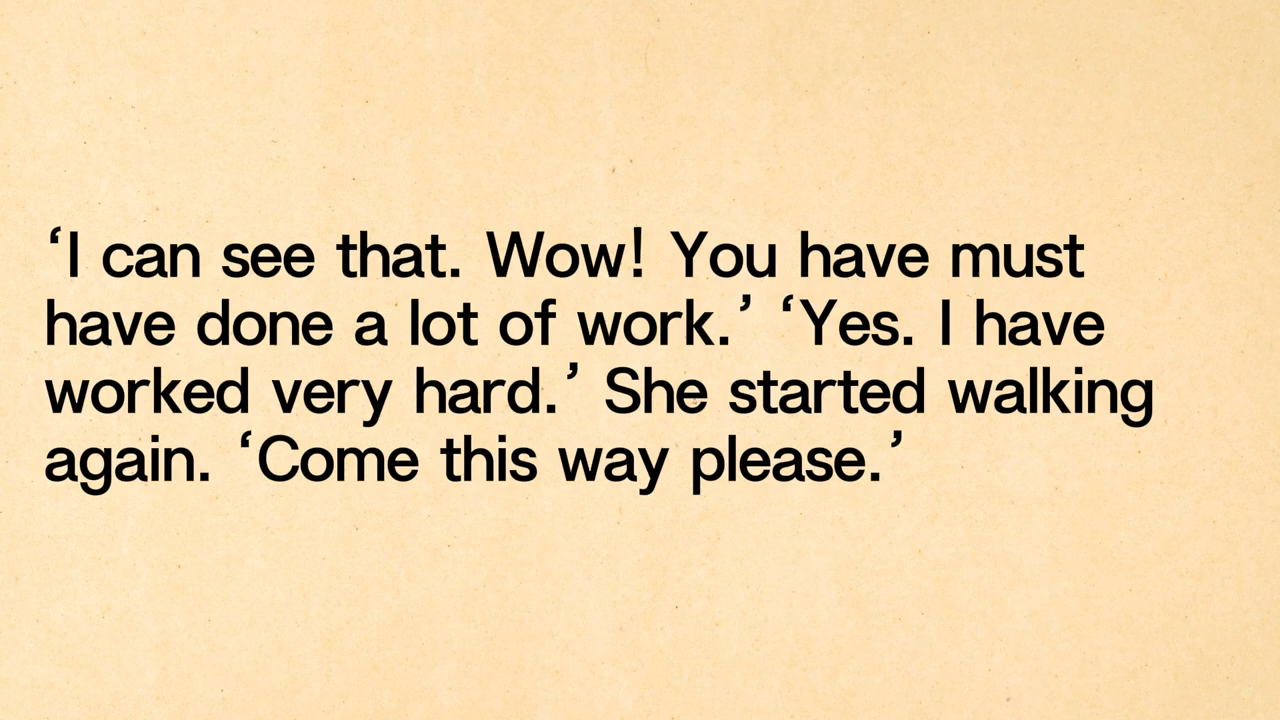 ‘I can see that. Wow! You have must
have done a lot of work.’ ‘Yes. I have
worked very hard.’ She started walking
again. ‘Come this way please.’